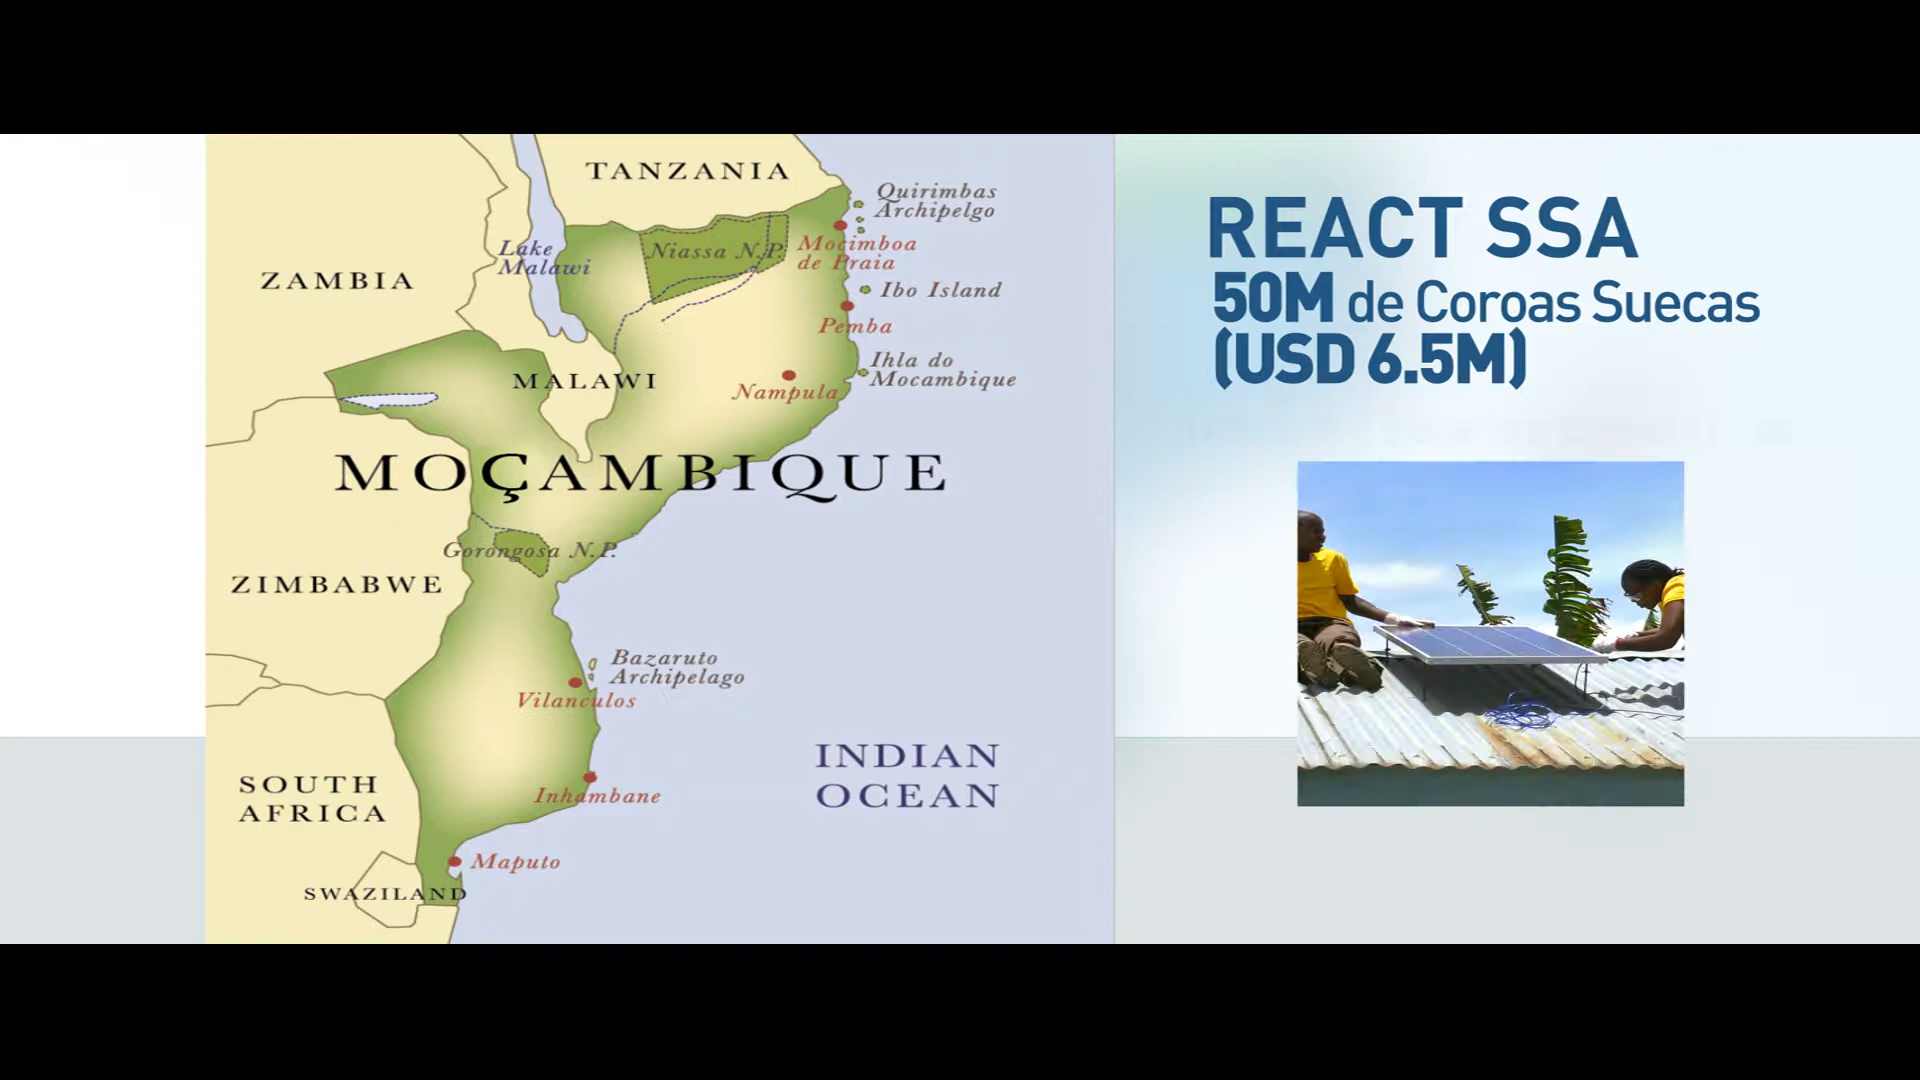 TANZANIA
Quirimbas
Archipelgo
Niassa N.P.
Mocimboa
de Praia
Lake
Malawi
ZAMBIA
Ibo Island
Pemba
Ihla do
Mocambique
MALAWI
Nampula
MOÇAMBIQUE
Gorongosa N.P.
ZIMBABWE
Bazaruto
Archipelago
Vilanculos
INDIAN
OCEAN
SOUTH
AFRICA
Inhambane
Maputo
SWAZILAND
REACT SSA
50M de Coroas Suecas
(USD 6.5M)